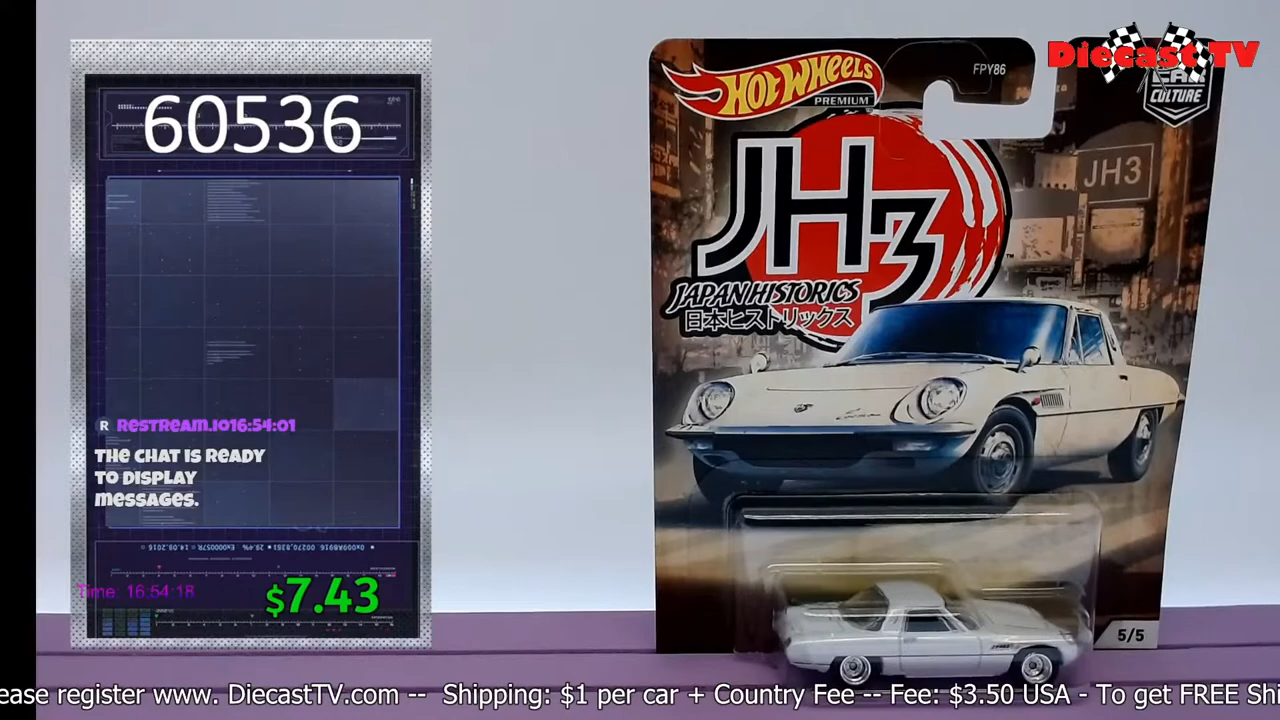 60536
Restream.io 16:54:01
The chat is ready
to display
messages.
Time: 16:54:18
$7.43
HOT WHEELS
PREMIUM
FPY86
Diecast TV
CAR
CULTURE
JH3
JH3
JAPAN HISTORICS
日本ヒストリックス
5/5
ease register www. DiecastTV.com -- Shipping: $1 per car + Country Fee -- Fee: $3.50 USA - To get FREE Shi